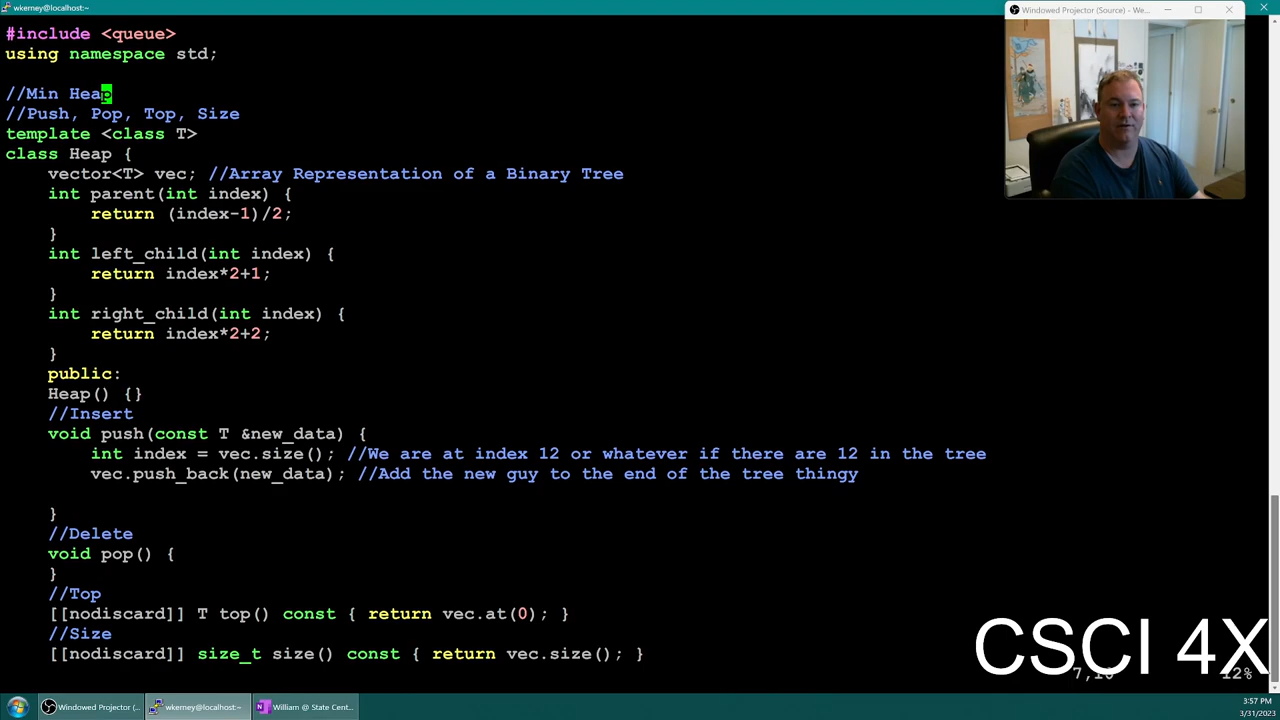 wkerney@localhost:~
Windowed Projector (Source) - We...
#include <queue>
using namespace std;
//Min Heap
//Push, Pop, Top, Size
template <class T>
class Heap {
vector<T> vec; //Array Representation of a Binary Tree
int parent(int index) {
return (index-1)/2;
}
int left_child(int index) {
return index*2+1;
}
int right_child(int index) {
return index*2+2;
}
public:
Heap() {}
//Insert
void push(const T &new_data) {
int index = vec.size(); //We are at index 12 or whatever if there are 12 in the tree
vec.push_back(new_data); //Add the new guy to the end of the tree thingy
}
//Delete
void pop() {
}
//Top
[[nodiscard]] T top() const { return vec.at(0); }
//Size
[[nodiscard]] size_t size() const { return vec.size(); }
CSCI 4X
12%
Windowed Projector (...
wkerney@localhost:~
William @ State Cent...
3:57 PM
3/31/2023